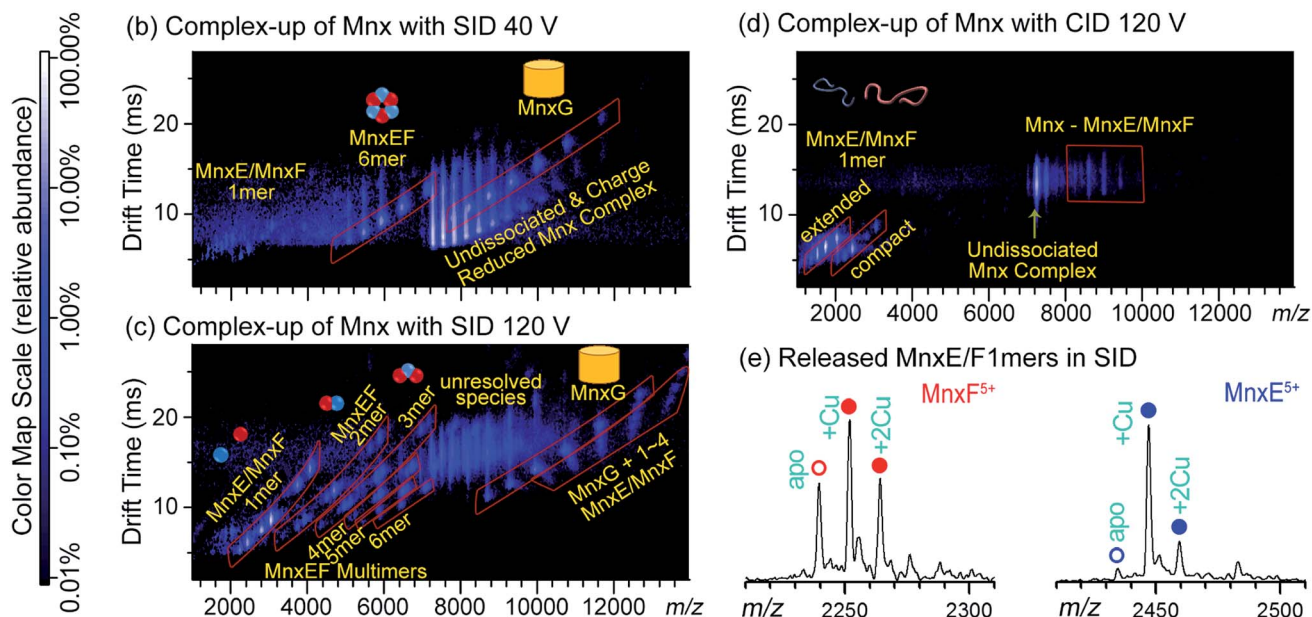 Color Map Scale (relative abundance)
100.00%
10.00%
1.00%
0.10%
0.01%
(b) Complex-up of Mnx with SID 40 V
Drift Time (ms)
20
10
MnxE/MnxF
1mer
MnxEF
6mer
MnxG
Undissociated & Charge
Reduced Mnx Complex
2000 4000 6000 8000 10000 12000 m/z
(c) Complex-up of Mnx with SID 120 V
Drift Time (ms)
20
10
MnxE/MnxF
1mer
MnxEF
2mer
3mer
unresolved
species
MnxG
4mer
5mer
6mer
MnxEF Multimers
MnxG + 1~4
MnxE/MnxF
2000 4000 6000 8000 10000 12000 m/z
(d) Complex-up of Mnx with CID 120 V
Drift Time (ms)
20
10
MnxE/MnxF
1mer
extended
compact
Mnx - MnxE/MnxF
Undissociated
Mnx Complex
2000 4000 6000 8000 10000 12000 m/z
(e) Released MnxE/F1mers in SID
MnxF5+
apo
+Cu
+2Cu
m/z 2250 2300
MnxE5+
apo
+Cu
+2Cu
m/z 2450 2500